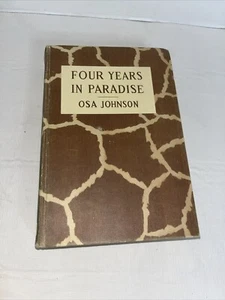 FOUR YEARS
IN PARADISE
OSA JOHNSON